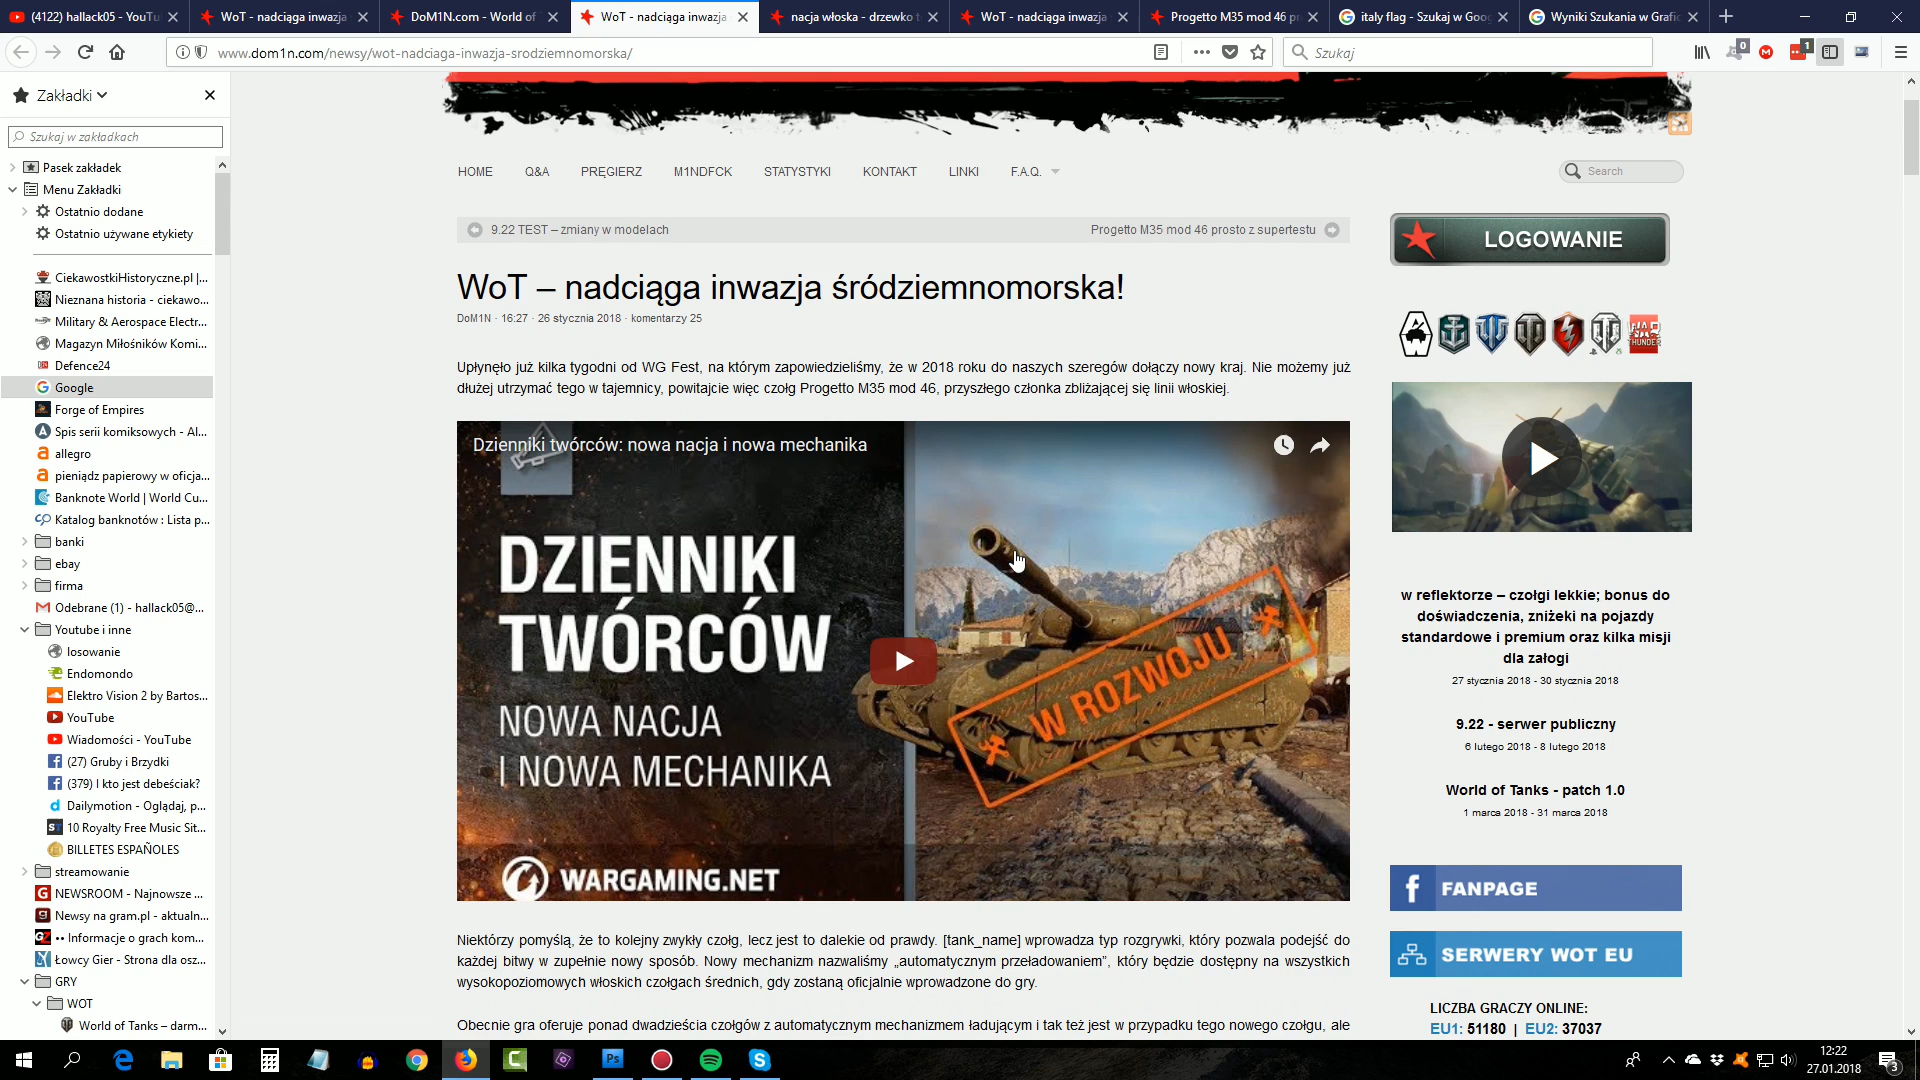 (4122) hallack05 - YouTu
WoT - nadciąga inwazja
DoM1N.com - World of
WoT - nadciąga inwazja
nacja włoska - drzewko t
WoT - nadciąga inwazja
Progetto M35 mod 46 pr
italy flag - Szukaj w Goog
Wyniki Szukania w Grafic
www.dom1n.com/newsy/wot-nadciaga-inwazja-srodziemnomorska/
Szukaj
0
1
Zakładki
Szukaj w zakładkach
Pasek zakładek
Menu Zakładki
Ostatnio dodane
Ostatnio używane etykiety
CiekawostkiHistoryczne.pl |...
Nieznana historia - ciekawo...
Military & Aerospace Electr...
Magazyn Miłośników Komi...
Defence24
Google
Forge of Empires
Spis serii komiksowych - Al...
allegro
pieniądz papierowy w oficja...
Banknote World | World Cu...
Katalog banknotów : Lista p...
banki
ebay
firma
Odebrane (1) - hallack05@...
Youtube i inne
losowanie
Endomondo
Elektro Vision 2 by Bartos...
YouTube
Wiadomości - YouTube
(27) Gruby i Brzydki
(379) I kto jest debeściak?
Dailymotion - Oglądaj, p...
10 Royalty Free Music Sit...
BILLETES ESPAÑOLES
streamowanie
NEWSROOM - Najnowsze ...
Newsy na gram.pl - aktualn...
•• Informacje o grach kom...
Łowcy Gier - Strona dla osz...
GRY
WOT
World of Tanks – darm...
HOME Q&A PRĘGIERZ M1NDFCK STATYSTYKI KONTAKT LINKI F.A.Q.
Search
9.22 TEST – zmiany w modelach
Progetto M35 mod 46 prosto z supertestu
WoT – nadciąga inwazja śródziemnomorska!
DoM1N · 16:27 · 26 stycznia 2018 · komentarzy 25
Upłynęło już kilka tygodni od WG Fest, na którym zapowiedzieliśmy, że w 2018 roku do naszych szeregów dołączy nowy kraj. Nie możemy już
dłużej utrzymać tego w tajemnicy, powitajcie więc czołg Progetto M35 mod 46, przyszłego członka zbliżającej się linii włoskiej.
Dzienniki twórców: nowa nacja i nowa mechanika
DZIENNIKI
TWÓRCÓW
NOWA NACJA
I NOWA MECHANIKA
W ROZWOJU
WARGAMING.NET
Niektórzy pomyślą, że to kolejny zwykły czołg, lecz jest to dalekie od prawdy. [tank_name] wprowadza typ rozgrywki, który pozwala podejść do
każdej bitwy w zupełnie nowy sposób. Nowy mechanizm nazwaliśmy „automatycznym przeładowaniem”, który będzie dostępny na wszystkich
wysokopoziomowych włoskich czołgach średnich, gdy zostaną oficjalnie wprowadzone do gry.
Obecnie gra oferuje ponad dwadzieścia czołgów z automatycznym mechanizmem ładującym i tak też jest w przypadku tego nowego czołgu, ale
LOGOWANIE
WAR
THUNDER
w reflektorze – czołgi lekkie; bonus do
doświadczenia, zniżeki na pojazdy
standardowe i premium oraz kilka misji
dla załogi
27 stycznia 2018 - 30 stycznia 2018
9.22 - serwer publiczny
6 lutego 2018 - 8 lutego 2018
World of Tanks - patch 1.0
1 marca 2018 - 31 marca 2018
FANPAGE
SERWERY WOT EU
LICZBA GRACZY ONLINE:
EU1: 51180 | EU2: 37037
12:22
27.01.2018
3